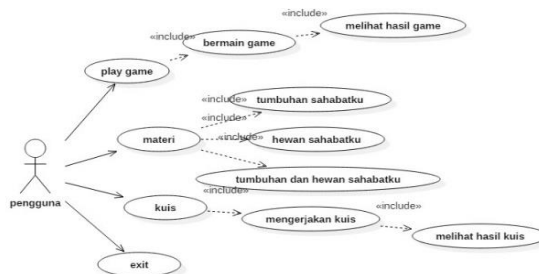 «include»
melihat hasil game
«include»
bermain game
play game
«include»
tumbuhan sahabatku
materi
«include»
hewan sahabatku
«include»
tumbuhan dan hewan sahabatku
pengguna
kuis
«include»
mengerjakan kuis
«include»
melihat hasil kuis
exit